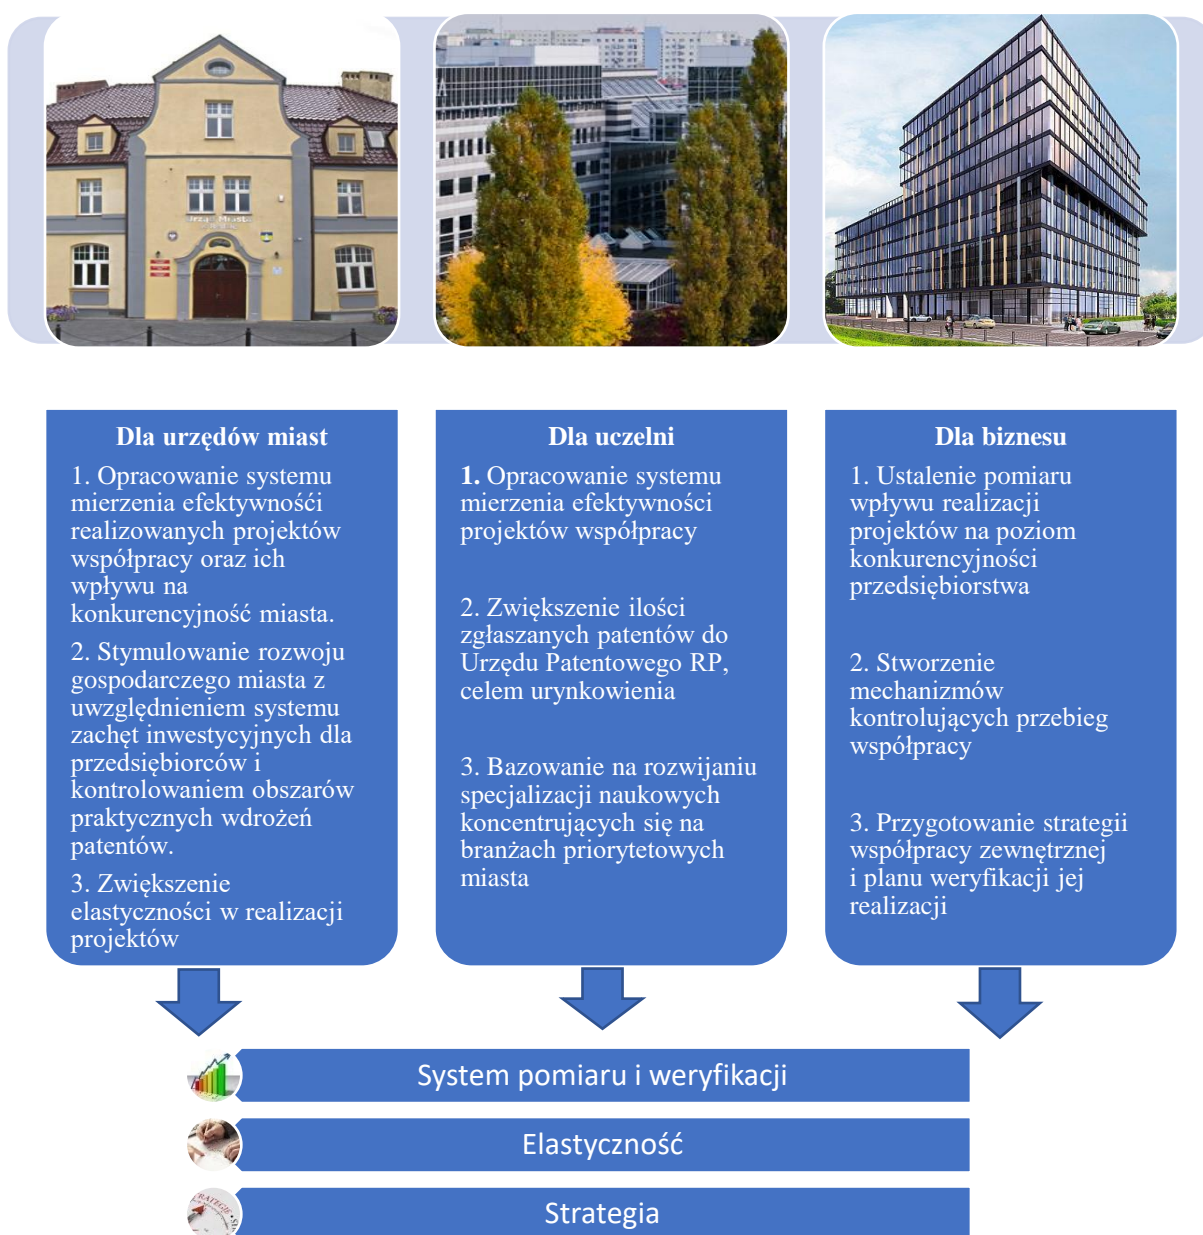 Urząd Miasta
Dla urzędów miast
1. Opracowanie systemu
mierzenia efektywnośći
realizowanych projektów
współpracy oraz ich
wpływu na
konkurencyjność miasta.
2. Stymulowanie rozwoju
gospodarczego miasta z
uwzględnieniem systemu
zachęt inwestycyjnych dla
przedsiębiorców i
kontrolowaniem obszarów
praktycznych wdrożeń
patentów.
3. Zwiększenie
elastyczności w realizacji
projektów
Dla uczelni
1. Opracowanie systemu
mierzenia efektywności
projektów współpracy
2. Zwiększenie ilości
zgłaszanych patentów do
Urzędu Patentowego RP,
celem urynkowienia
3. Bazowanie na rozwijaniu
specjalizacji naukowych
koncentrujących się na
branżach priorytetowych
miasta
Dla biznesu
1. Ustalenie pomiaru
wpływu realizacji
projektów na poziom
konkurencyjności
przedsiębiorstwa
2. Stworzenie
mechanizmów
kontrolujących przebieg
współpracy
3. Przygotowanie strategii
współpracy zewnętrznej
i planu weryfikacji jej
realizacji
System pomiaru i weryfikacji
Elastyczność
Strategia